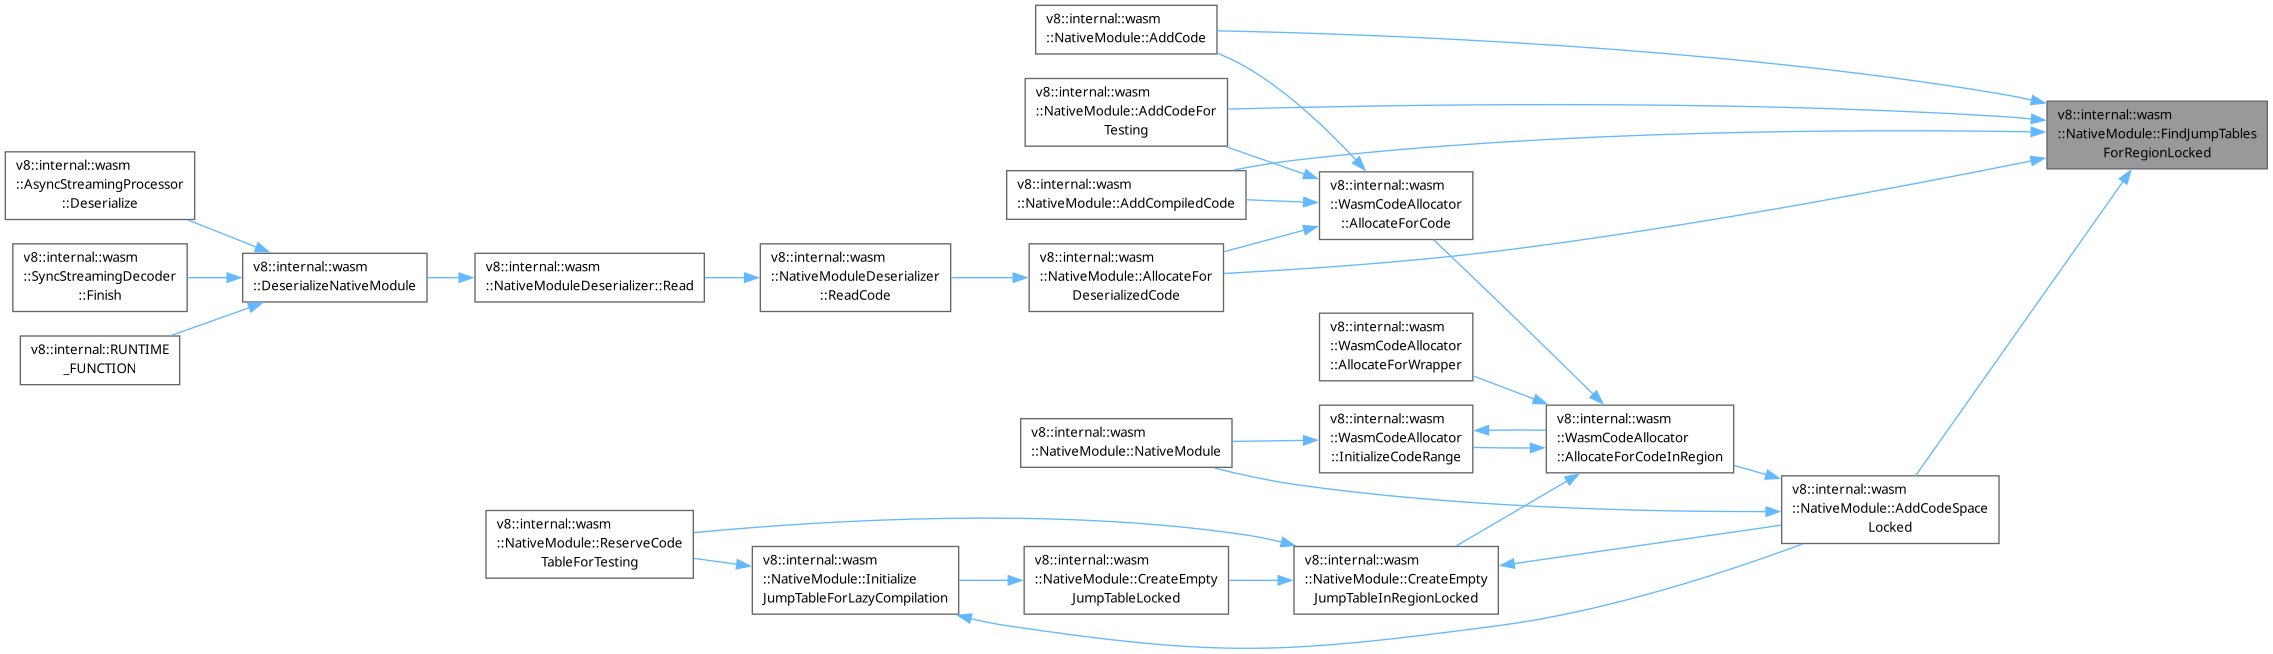 v8::internal::wasm
::NativeModule::AddCode
v8::internal::wasm
::NativeModule::AddCodeFor
Testing
v8::internal::wasm
::NativeModule::FindJumpTables
ForRegionLocked
v8::internal::wasm
::AsyncStreamingProcessor
::Deserialize
v8::internal::wasm
::NativeModule::AddCompiledCode
v8::internal::wasm
::WasmCodeAllocator
::AllocateForCode
v8::internal::wasm
::SyncStreamingDecoder
::Finish
v8::internal::wasm
::DeserializeNativeModule
v8::internal::wasm
::NativeModuleDeserializer::Read
v8::internal::wasm
::NativeModuleDeserializer
::ReadCode
v8::internal::wasm
::NativeModule::AllocateFor
DeserializedCode
v8::internal::RUNTIME
_FUNCTION
v8::internal::wasm
::WasmCodeAllocator
::AllocateForWrapper
v8::internal::wasm
::NativeModule::NativeModule
v8::internal::wasm
::WasmCodeAllocator
::InitializeCodeRange
v8::internal::wasm
::WasmCodeAllocator
::AllocateForCodeInRegion
v8::internal::wasm
::NativeModule::AddCodeSpace
Locked
v8::internal::wasm
::NativeModule::ReserveCode
TableForTesting
v8::internal::wasm
::NativeModule::Initialize
JumpTableForLazyCompilation
v8::internal::wasm
::NativeModule::CreateEmpty
JumpTableLocked
v8::internal::wasm
::NativeModule::CreateEmpty
JumpTableInRegionLocked